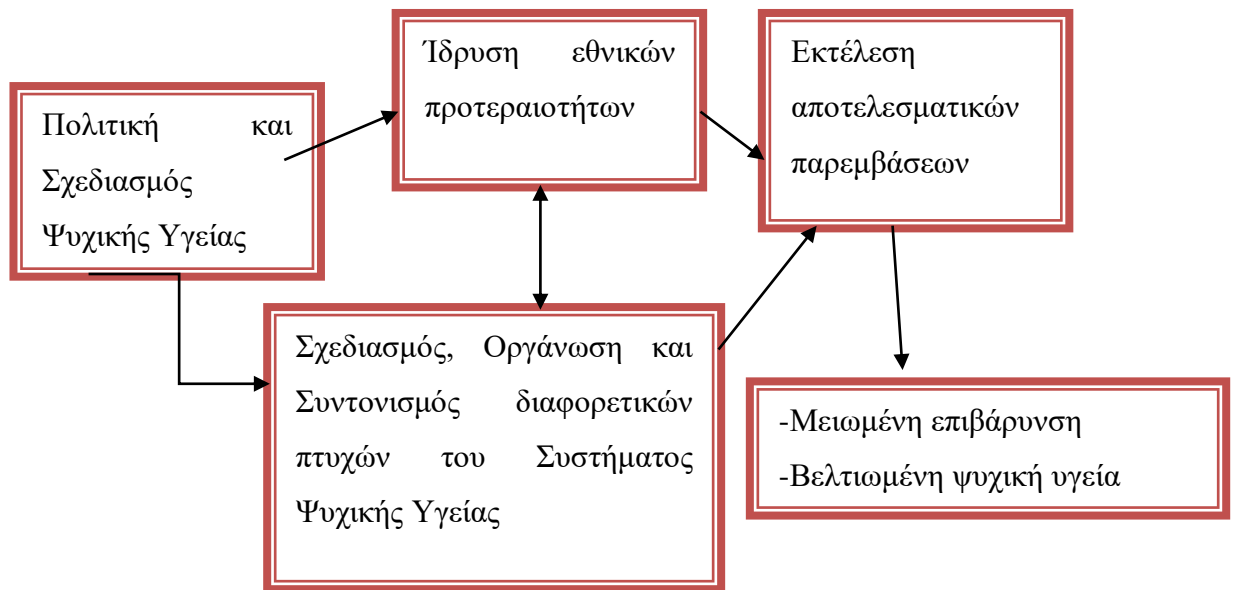 Πολιτική και
Σχεδιασμός
Ψυχικής Υγείας
Ίδρυση εθνικών
προτεραιοτήτων
Εκτέλεση
αποτελεσματικών
παρεμβάσεων
Σχεδιασμός, Οργάνωση και
Συντονισμός διαφορετικών
πτυχών του Συστήματος
Ψυχικής Υγείας
-Μειωμένη επιβάρυνση
-Βελτιωμένη ψυχική υγεία